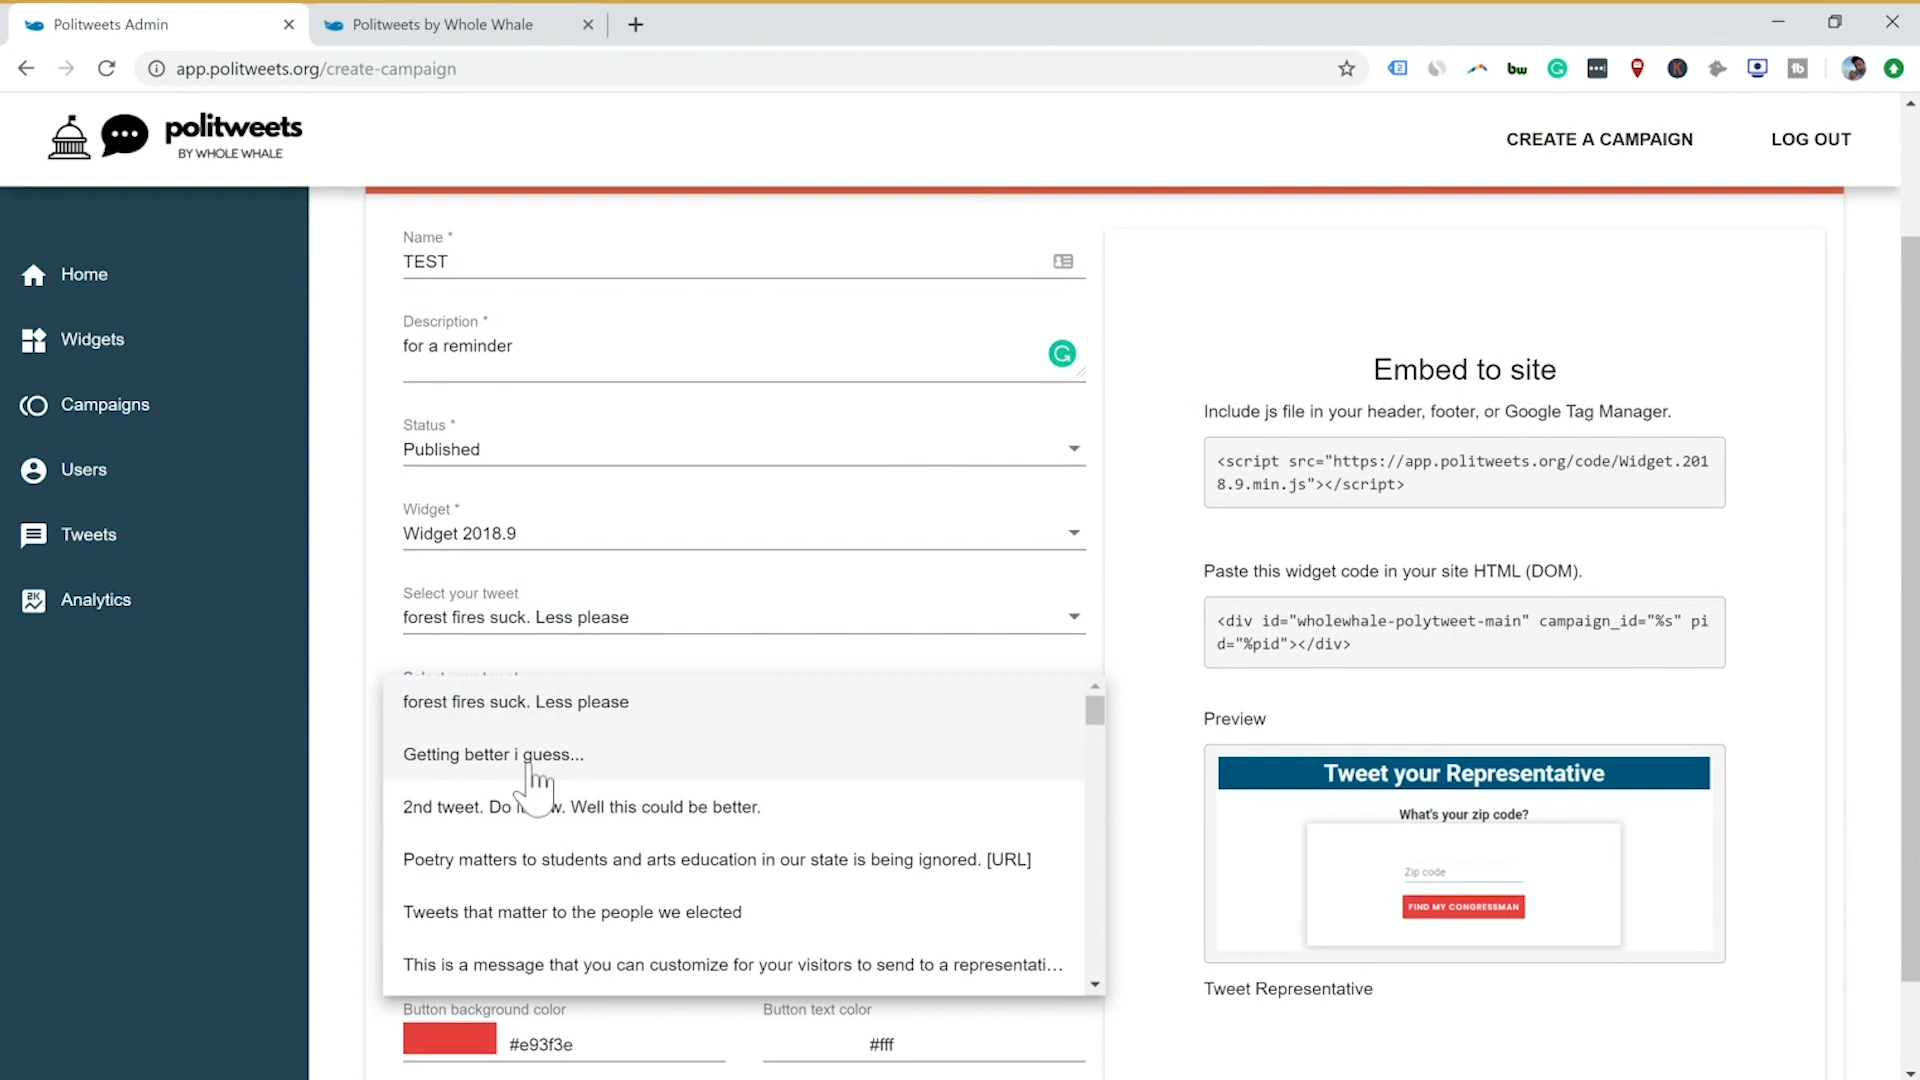 Politweets Admin
Politweets by Whole Whale
app.politweets.org/create-campaign
politweets
BY WHOLE WHALE
CREATE A CAMPAIGN
LOG OUT
Home
Widgets
Campaigns
Users
Tweets
Analytics
Name *
TEST
Description *
for a reminder
Status *
Published
Widget *
Widget 2018.9
Select your tweet
forest fires suck. Less please
Select your tweet
forest fires suck. Less please
Getting better i guess...
2nd tweet. Do it now. Well this could be better.
Poetry matters to students and arts education in our state is being ignored. [URL]
Tweets that matter to the people we elected
This is a message that you can customize for your visitors to send to a representati...
Button background color
#e93f3e
Button text color
#fff
Embed to site
Include js file in your header, footer, or Google Tag Manager.
<script src="https://app.politweets.org/code/Widget.201
8.9.min.js"></script>
Paste this widget code in your site HTML (DOM).
<div id="wholewhale-polytweet-main" campaign_id="%s" pi
d="%pid"></div>
Preview
Tweet your Representative
What's your zip code?
Zip code
FIND MY CONGRESSMAN
Tweet Representative